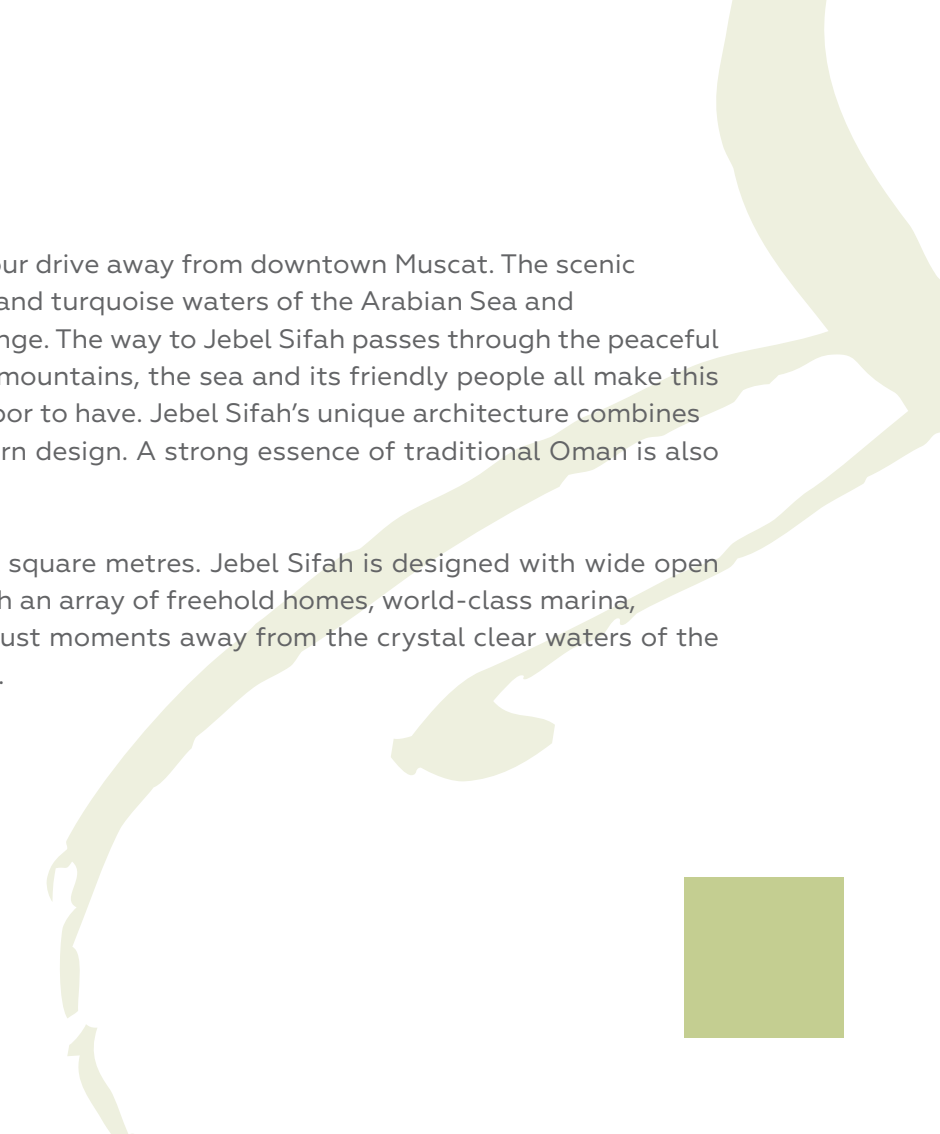 our drive away from downtown Muscat. The scenic
and turquoise waters of the Arabian Sea and
nge. The way to Jebel Sifah passes through the peaceful
mountains, the sea and its friendly people all make this
oor to have. Jebel Sifah’s unique architecture combines
rn design. A strong essence of traditional Oman is also
square metres. Jebel Sifah is designed with wide open
h an array of freehold homes, world-class marina,
ust moments away from the crystal clear waters of the
.